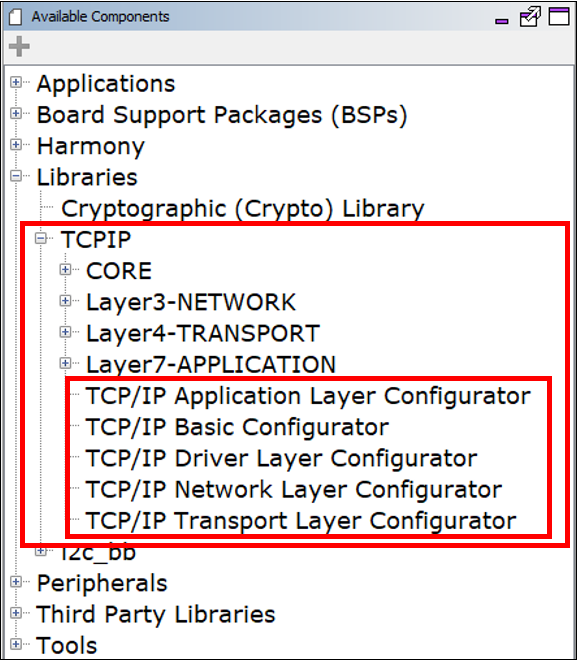 Available Components
Applications
Board Support Packages (BSPs)
Harmony
Libraries
Cryptographic (Crypto) Library
TCPIP
CORE
Layer3-NETWORK
Layer4-TRANSPORT
Layer7-APPLICATION
TCP/IP Application Layer Configurator
TCP/IP Basic Configurator
TCP/IP Driver Layer Configurator
TCP/IP Network Layer Configurator
TCP/IP Transport Layer Configurator
i2c_bb
Peripherals
Third Party Libraries
Tools